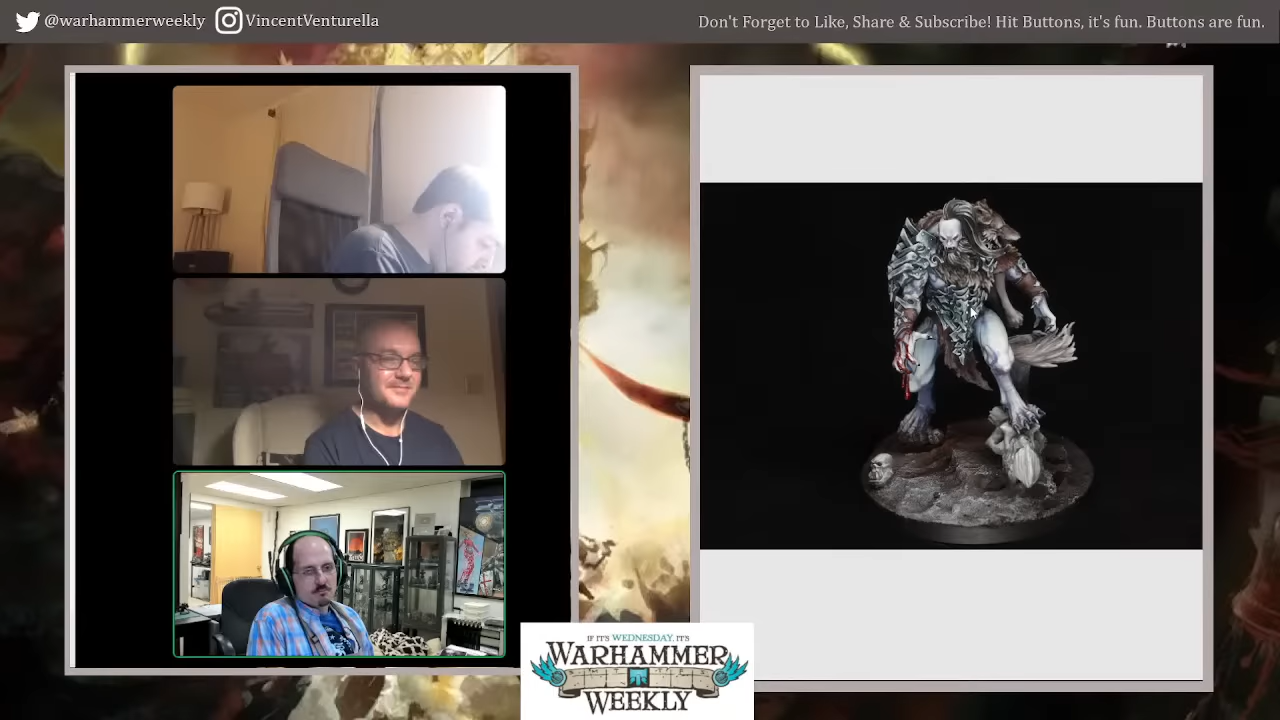 @warhammerweekly VincentVenturella
Don't Forget to Like, Share & Subscribe! Hit Buttons, it's fun. Buttons are fun.
IF IT'S WEDNESDAY, IT'S
WARHAMMER
WEEKLY